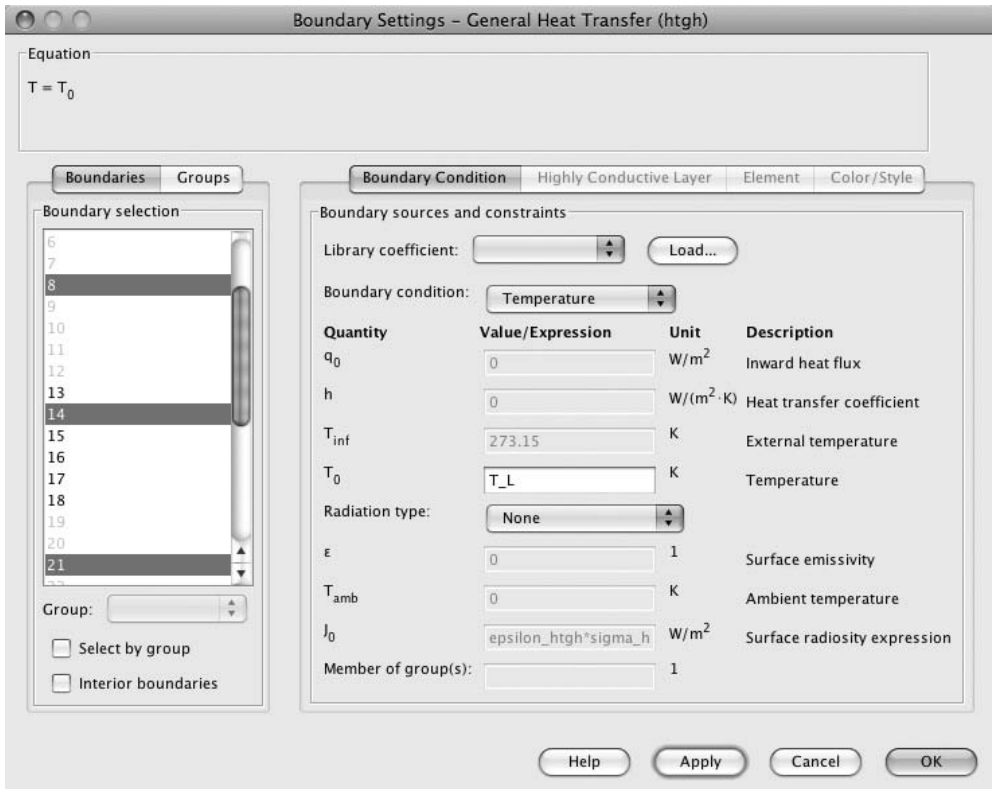 Boundary Settings – General Heat Transfer (htgh)
Equation
T = T0
Boundaries Groups
Boundary selection
6
7
8
9
10
11
12
13
14
15
16
17
18
19
20
21
Group:
Select by group
Interior boundaries
Boundary Condition Highly Conductive Layer Element Color/Style
Boundary sources and constraints
Library coefficient: Load...
Boundary condition: Temperature
Quantity Value/Expression Unit Description
q0 0 W/m2 Inward heat flux
h 0 W/(m2·K) Heat transfer coefficient
Tinf 273.15 K External temperature
T0 T_L K Temperature
Radiation type: None
ε 0 1 Surface emissivity
Tamb 0 K Ambient temperature
J0 epsilon_htgh*sigma_h W/m2 Surface radiosity expression
Member of group(s): 1
Help Apply Cancel OK